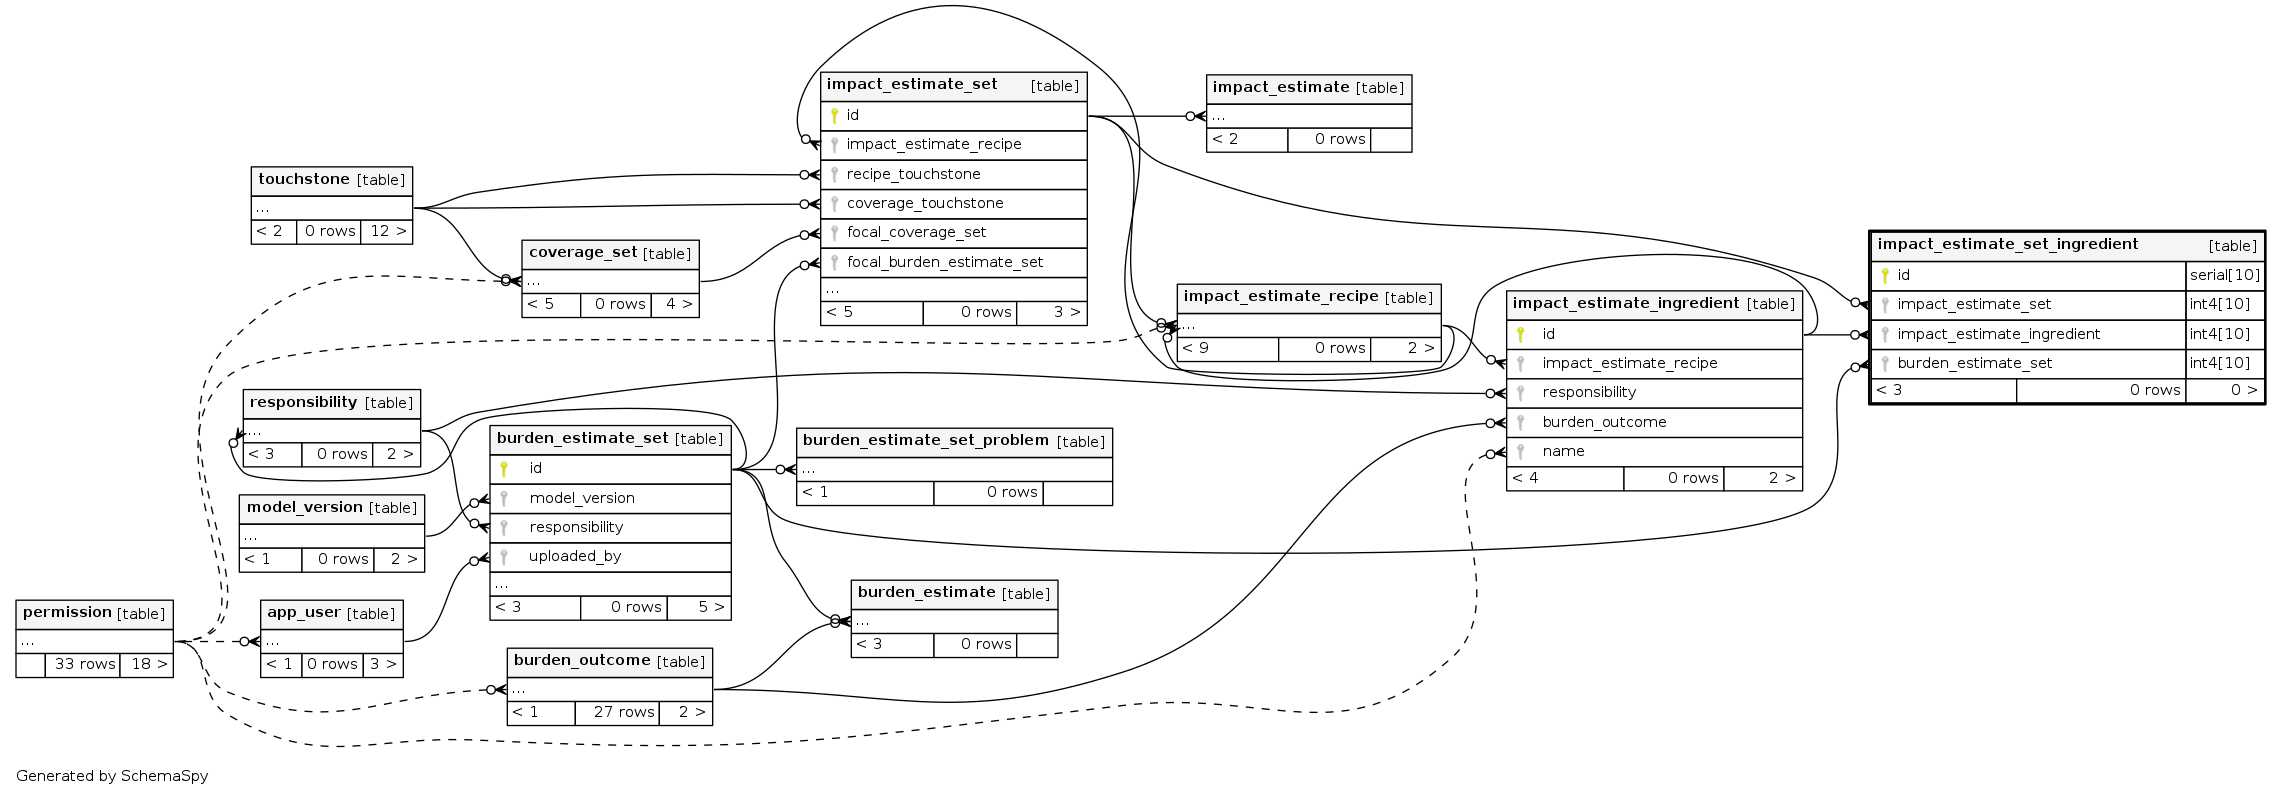 impact_estimate_set [table]
id
impact_estimate_recipe
recipe_touchstone
coverage_touchstone
focal_coverage_set
focal_burden_estimate_set
...
< 5 0 rows 3 >
impact_estimate [table]
...
< 2 0 rows
touchstone [table]
...
< 2 0 rows 12 >
coverage_set [table]
...
< 5 0 rows 4 >
impact_estimate_set_ingredient [table]
id serial[10]
impact_estimate_set int4[10]
impact_estimate_ingredient int4[10]
burden_estimate_set int4[10]
< 3 0 rows 0 >
impact_estimate_recipe [table]
...
< 9 0 rows 2 >
impact_estimate_ingredient [table]
id
impact_estimate_recipe
responsibility
burden_outcome
name
< 4 0 rows 2 >
responsibility [table]
...
< 3 0 rows 2 >
burden_estimate_set [table]
id
model_version
responsibility
uploaded_by
...
< 3 0 rows 5 >
burden_estimate_set_problem [table]
...
< 1 0 rows
model_version [table]
...
< 1 0 rows 2 >
permission [table]
...
33 rows 18 >
app_user [table]
...
< 1 0 rows 3 >
burden_estimate [table]
...
< 3 0 rows
burden_outcome [table]
...
< 1 27 rows 2 >
Generated by SchemaSpy